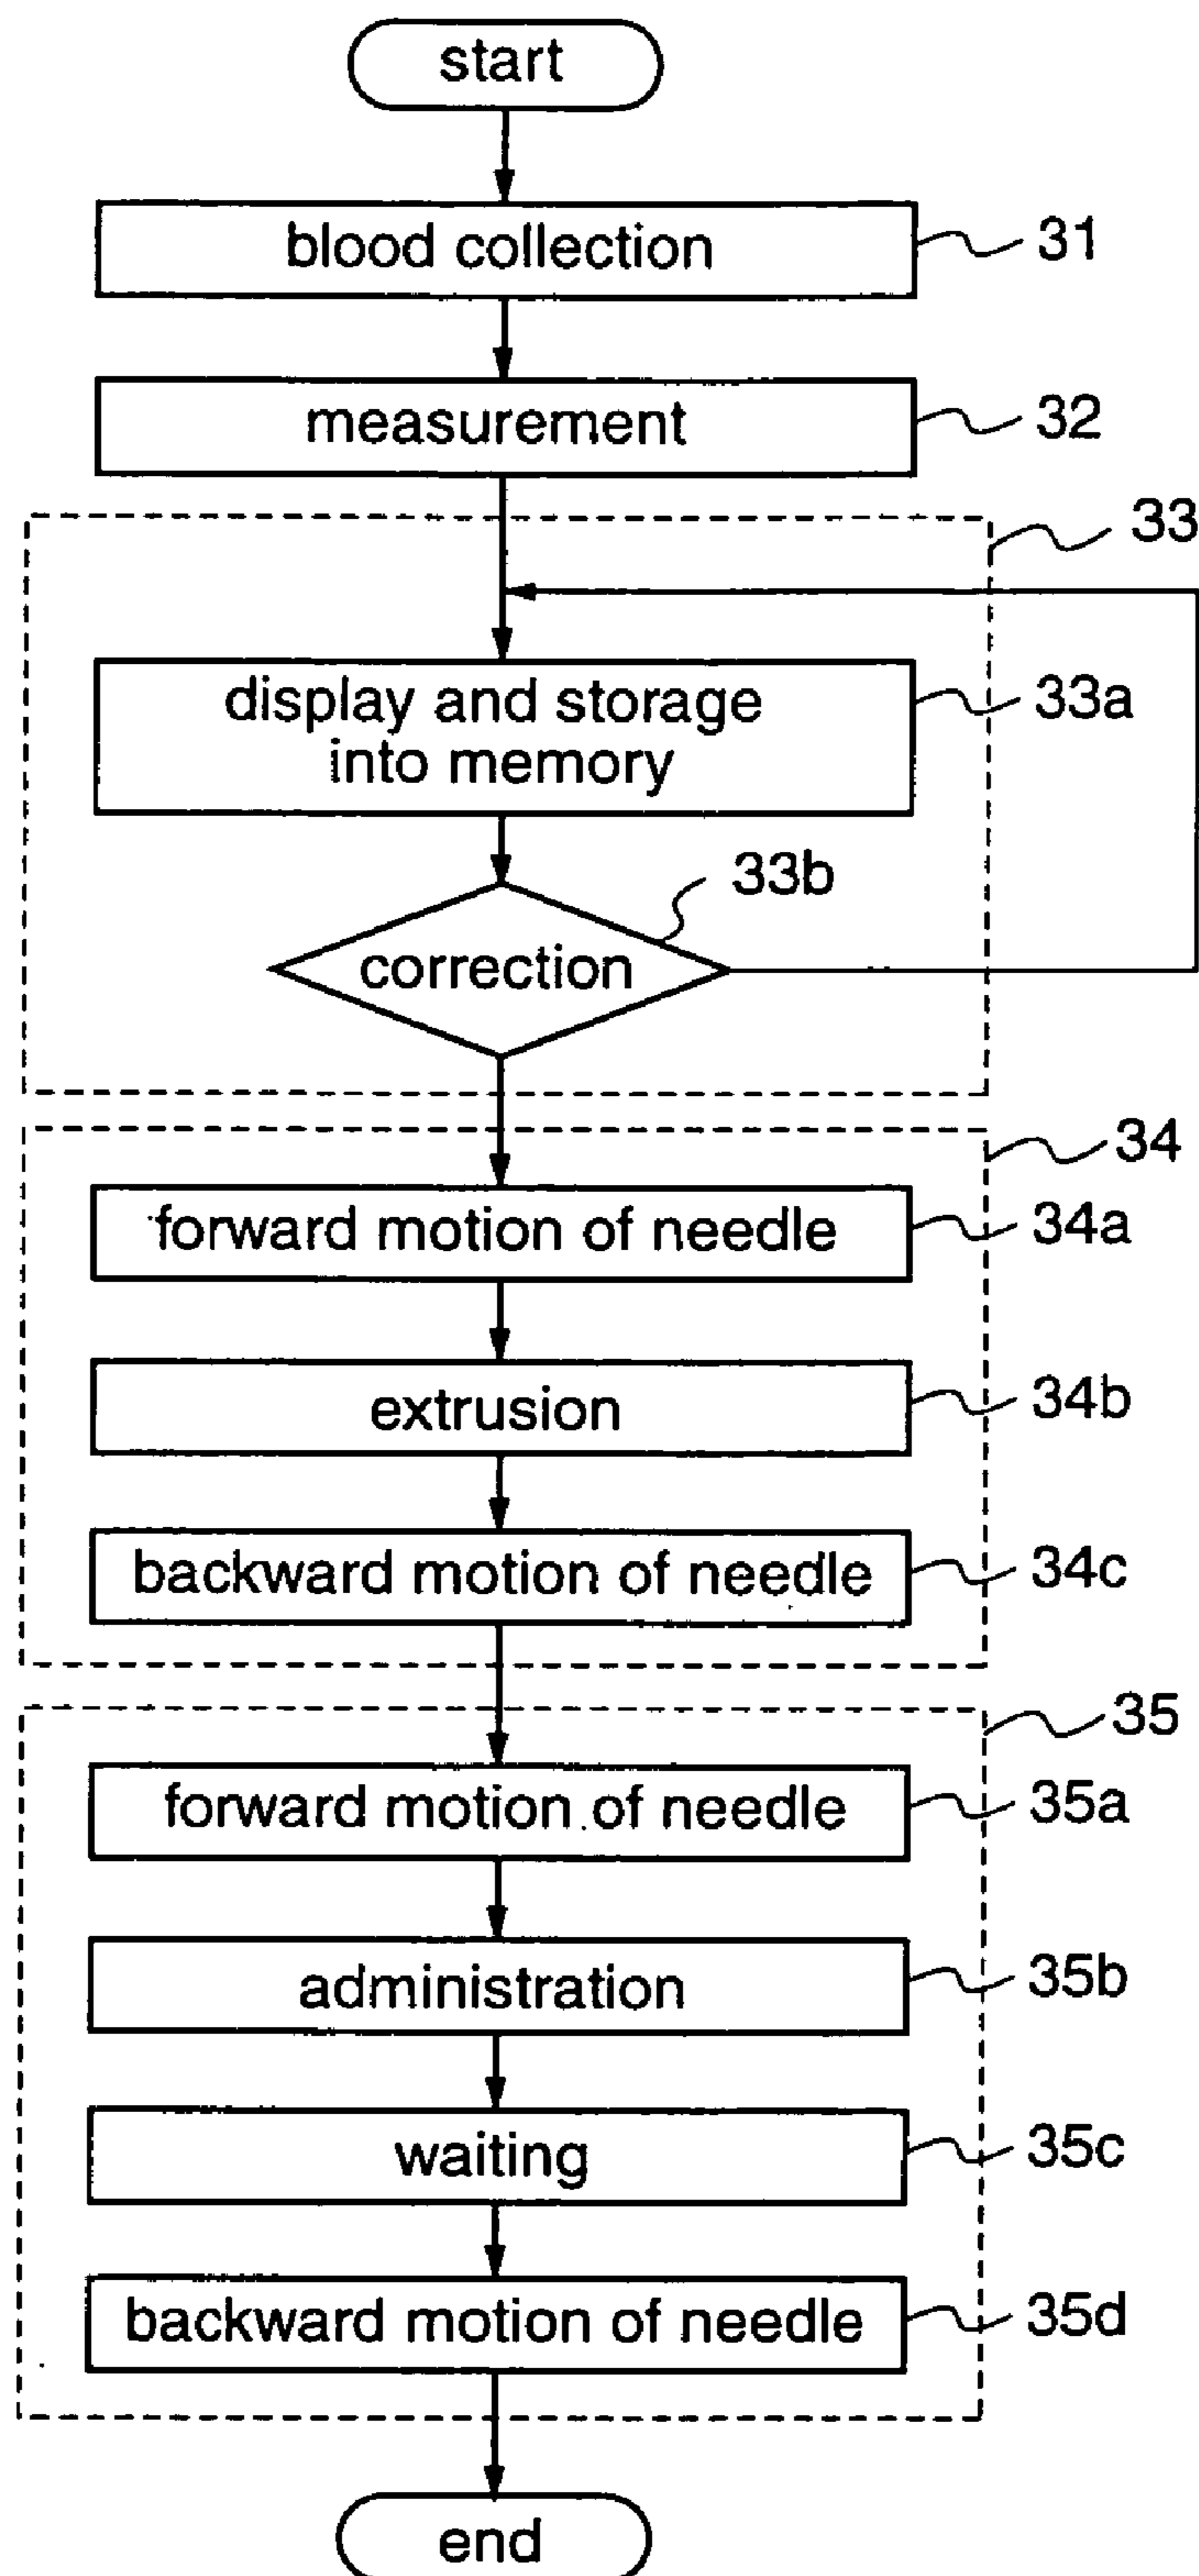 start
blood collection
31
measurement
32
33
display and storage
into memory
33a
33b
correction
34
forward motion of needle
34a
extrusion
34b
backward motion of needle
34c
35
forward motion of needle
35a
administration
35b
waiting
35c
backward motion of needle
35d
end